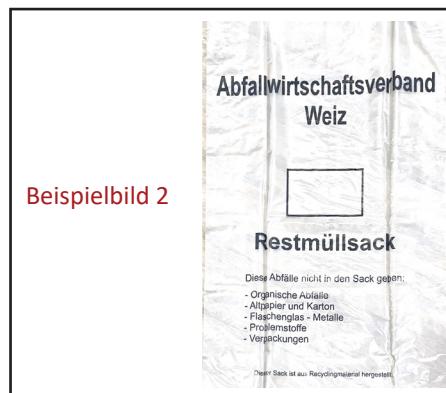 Beispielbild 2
Abfallwirtschaftsverband
Weiz
Restmüllsack
Diese Abfälle nicht in den Sack geben:
- Organische Abfälle
- Altpapier und Karton
- Flaschenglas - Metalle
- Problemstoffe
- Verpackungen
Dieser Sack ist aus Recyclingmaterial hergestellt.